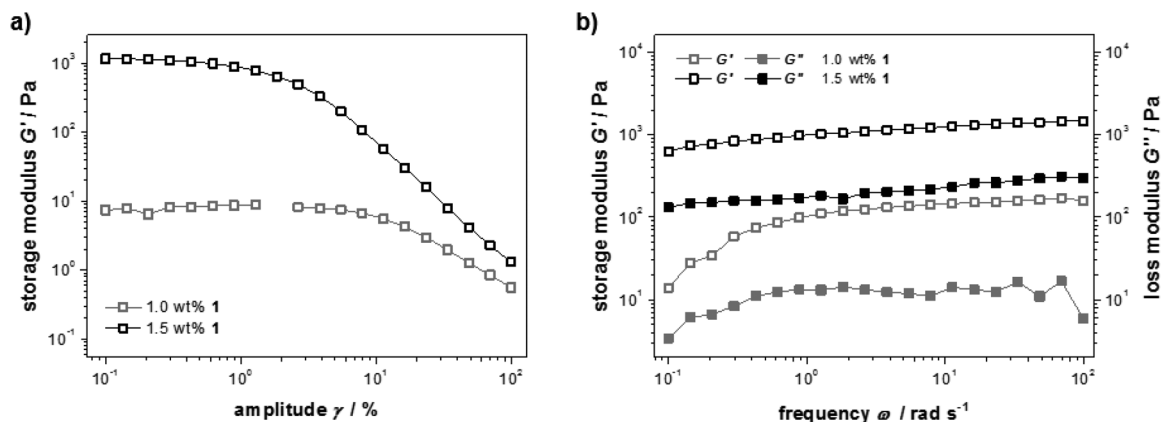 a)
storage modulus G' / Pa
10³
10²
10¹
10⁰
10⁻¹
1.0 wt% 1
1.5 wt% 1
10⁻¹ 10⁰ 10¹ 10²
amplitude γ / %
b)
storage modulus G' / Pa
10⁴
10³
10²
10¹
G' G'' 1.0 wt% 1
G' G'' 1.5 wt% 1
10⁴
10³
10²
10¹
loss modulus G'' / Pa
10⁻¹ 10⁰ 10¹ 10²
frequency ω / rad s⁻¹